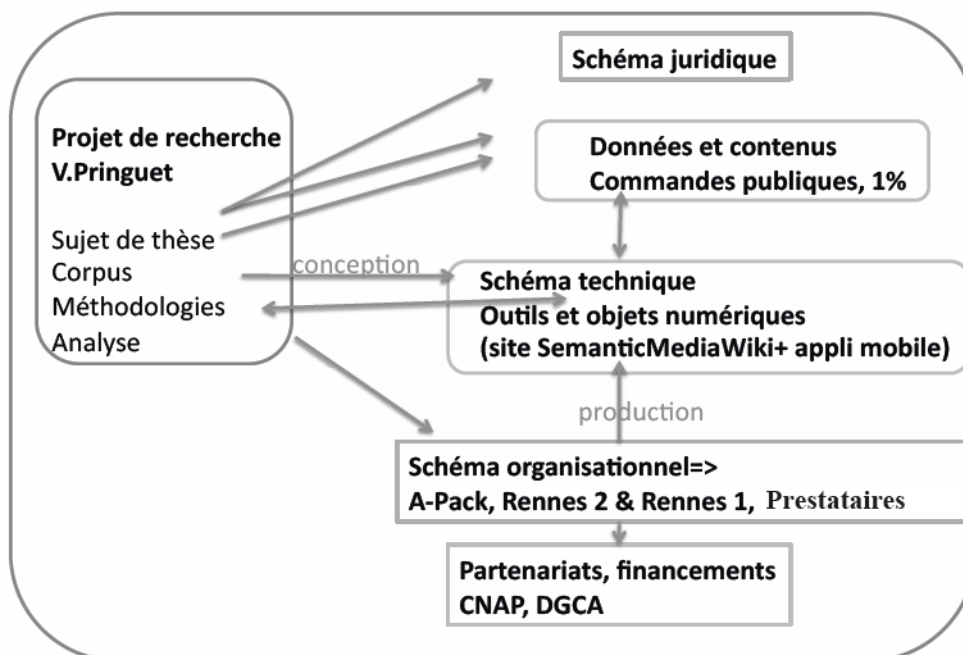 Schéma juridique
Projet de recherche
V.Pringuet
Données et contenus
Commandes publiques, 1%
Sujet de thèse
Corpus
Méthodologies
Analyse
conception
Schéma technique
Outils et objets numériques
(site SemanticMediaWiki+ appli mobile)
production
Schéma organisationnel=>
A-Pack, Rennes 2 & Rennes 1, Prestataires
Partenariats, financements
CNAP, DGCA